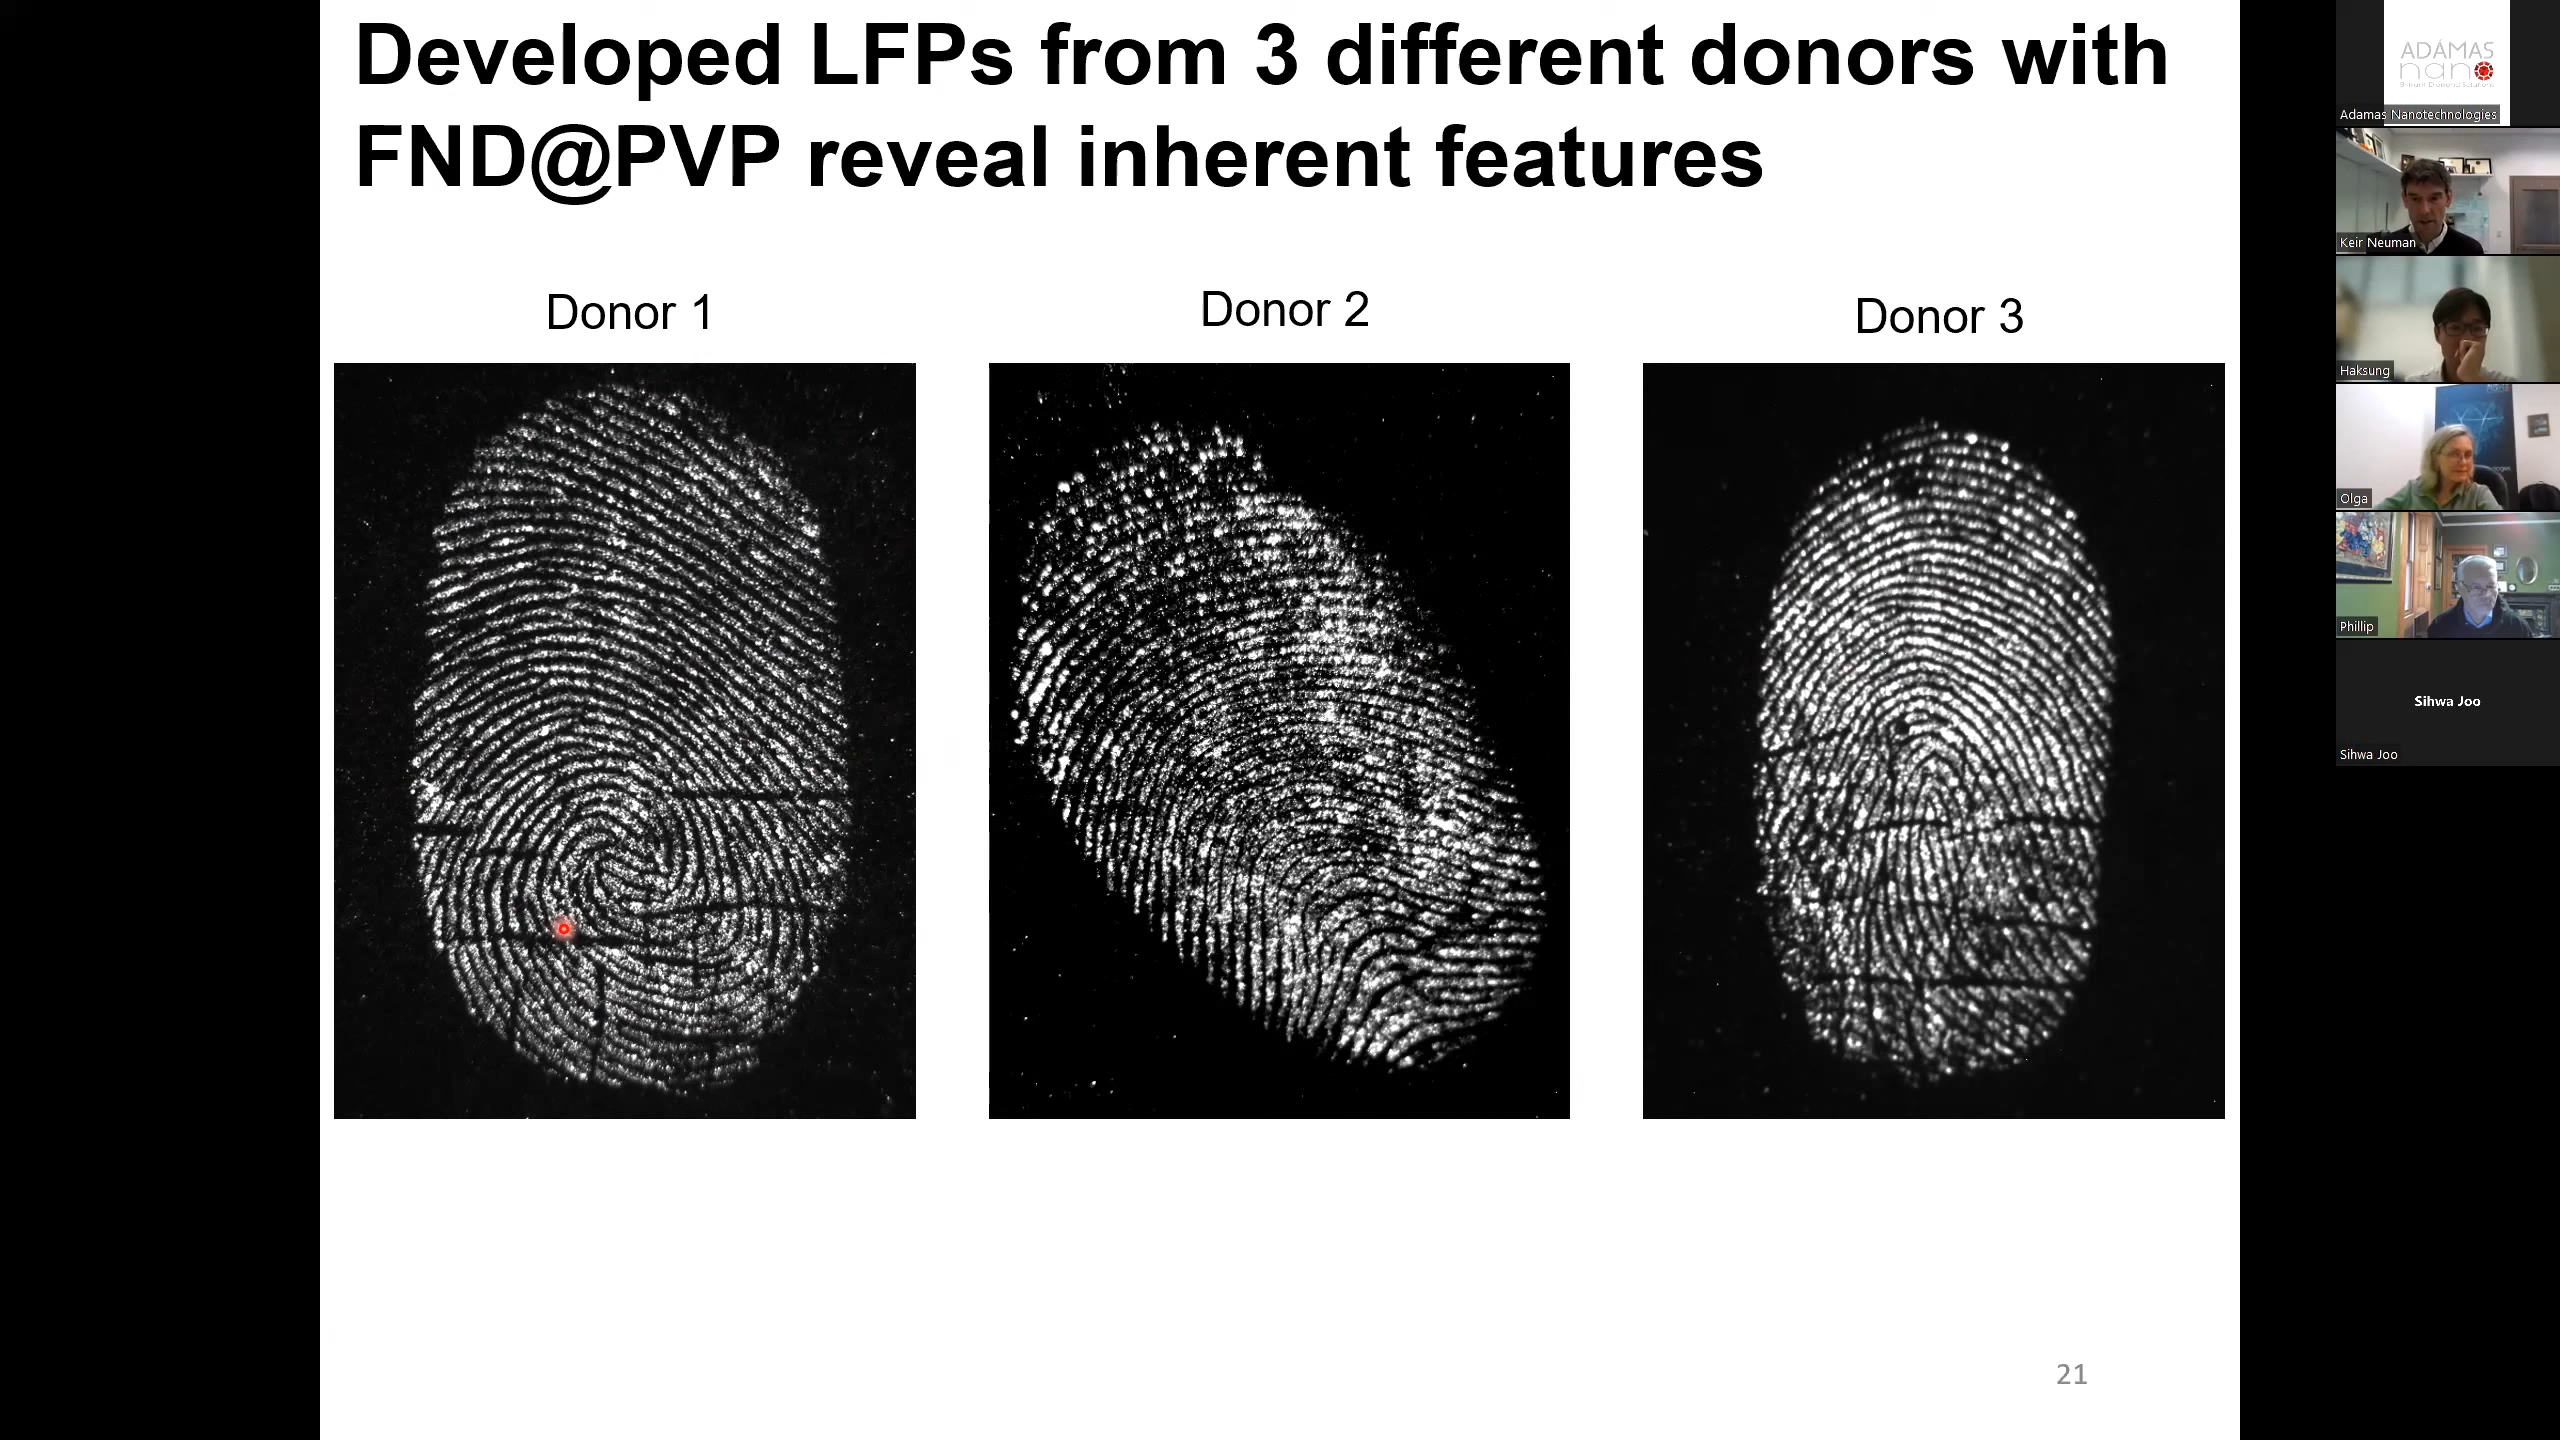 Developed LFPs from 3 different donors with
FND@PVP reveal inherent features
Donor 1
Donor 2
Donor 3
21
ADÁMAS
nano
Adamas Nanotechnologies
Keir Neuman
Haksung
Olga
Phillip
Sihwa Joo
Sihwa Joo